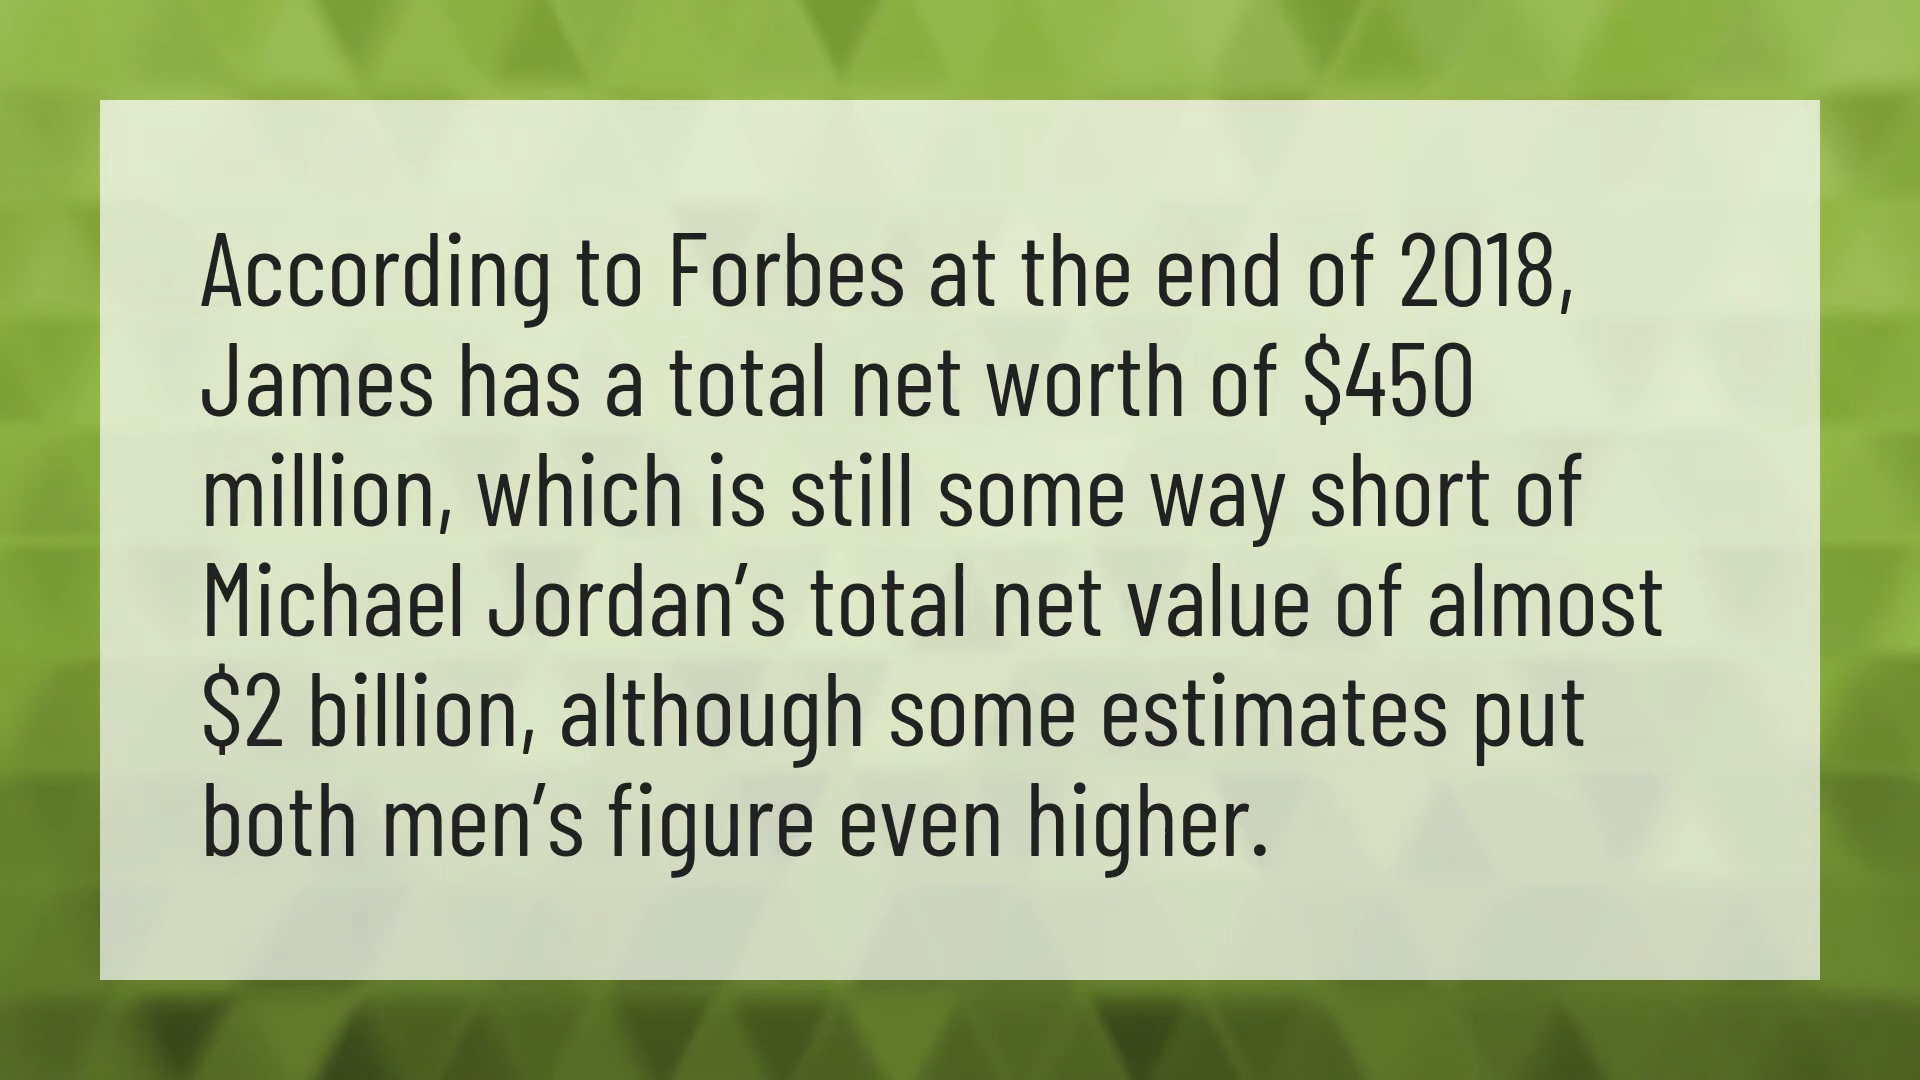 According to Forbes at the end of 2018,
James has a total net worth of $450
million, which is still some way short of
Michael Jordan’s total net value of almost
$2 billion, although some estimates put
both men’s figure even higher.